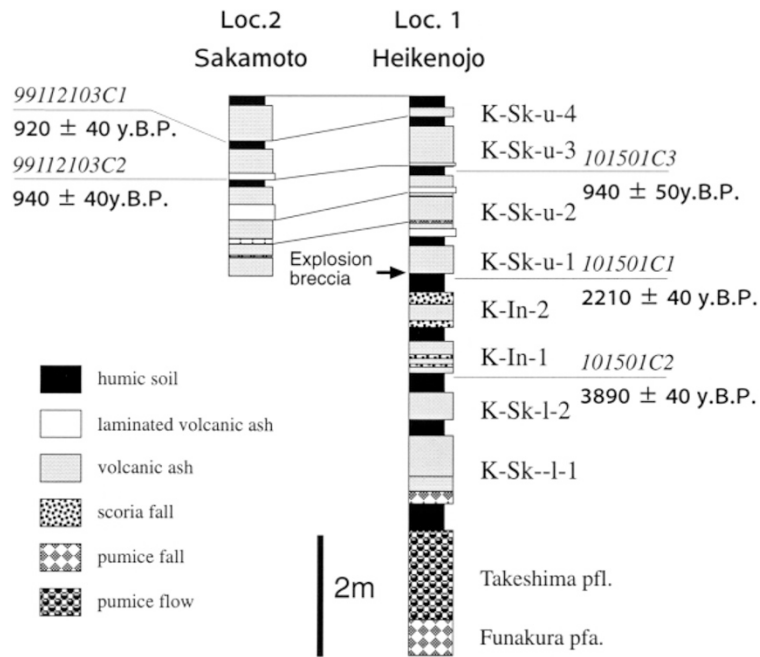 Loc.2
Sakamoto
Loc. 1
Heikenojo
99112103C1
920 ± 40 y.B.P.
99112103C2
940 ± 40y.B.P.
K-Sk-u-4
K-Sk-u-3
101501C3
940 ± 50y.B.P.
K-Sk-u-2
Explosion
breccia
K-Sk-u-1
101501C1
2210 ± 40 y.B.P.
K-In-2
K-In-1
101501C2
3890 ± 40 y.B.P.
K-Sk-l-2
K-Sk--l-1
Takeshima pfl.
Funakura pfa.
humic soil
laminated volcanic ash
volcanic ash
scoria fall
pumice fall
pumice flow
2m